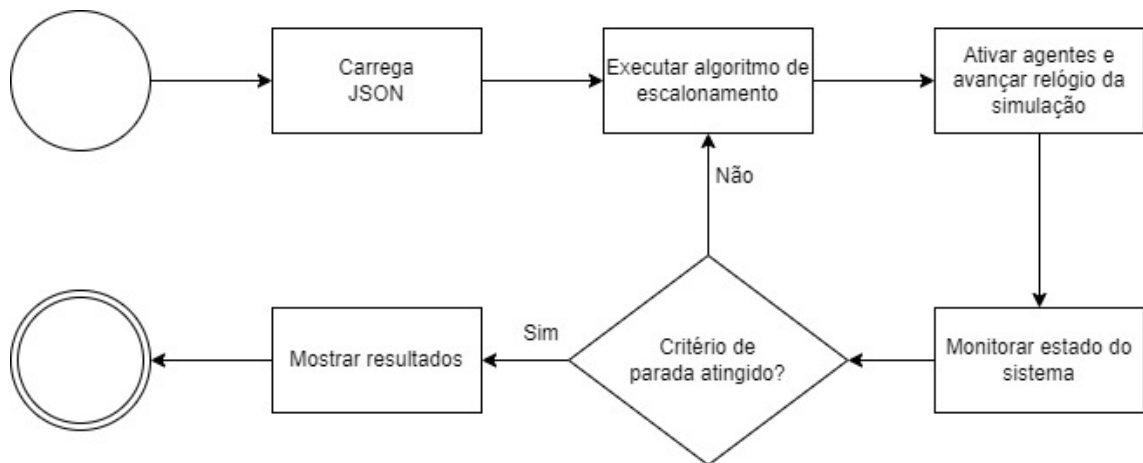 Carrega
JSON
Executar algoritmo de
escalonamento
Ativar agentes e
avançar relógio da
simulação
Não
Sim
Mostrar resultados
Critério de
parada atingido?
Monitorar estado do
sistema